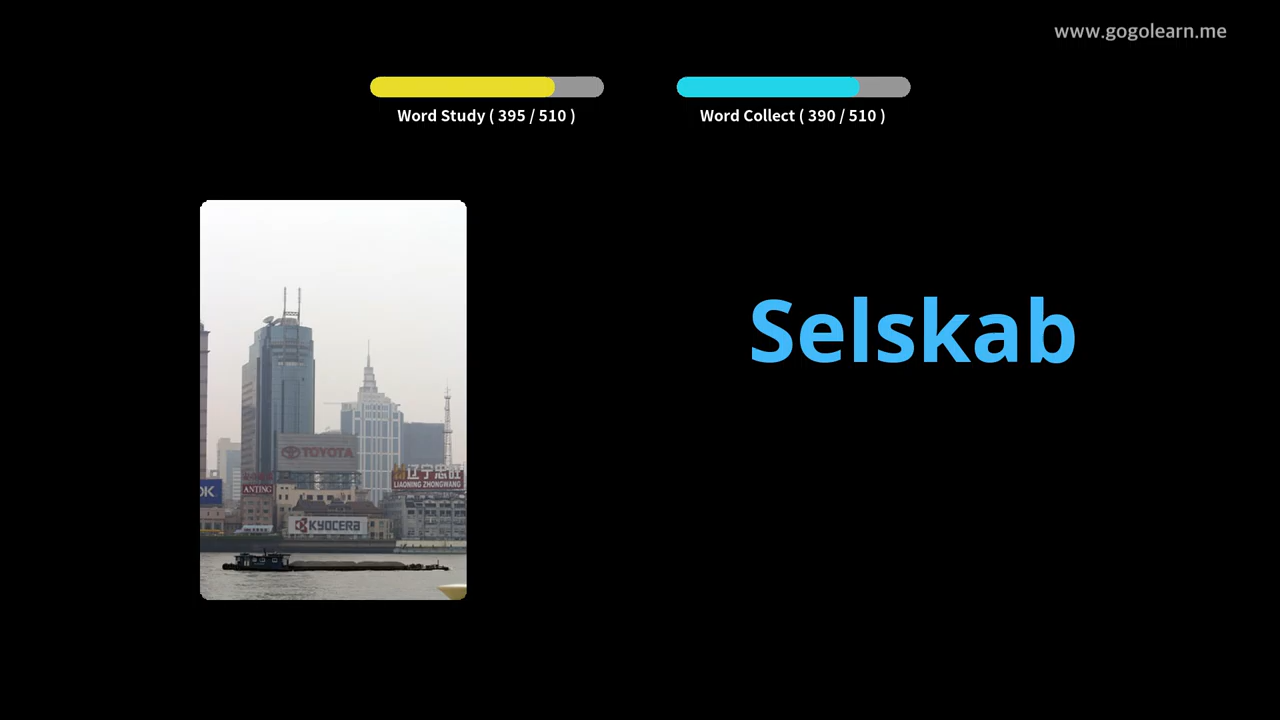 www.gogolearn.me
Word Study ( 395 / 510 )
Word Collect ( 390 / 510 )
Selskab
TOYOTA
辽宁忠旺
LIAONING ZHONGWANG
OK
ANTING
KYOCERA